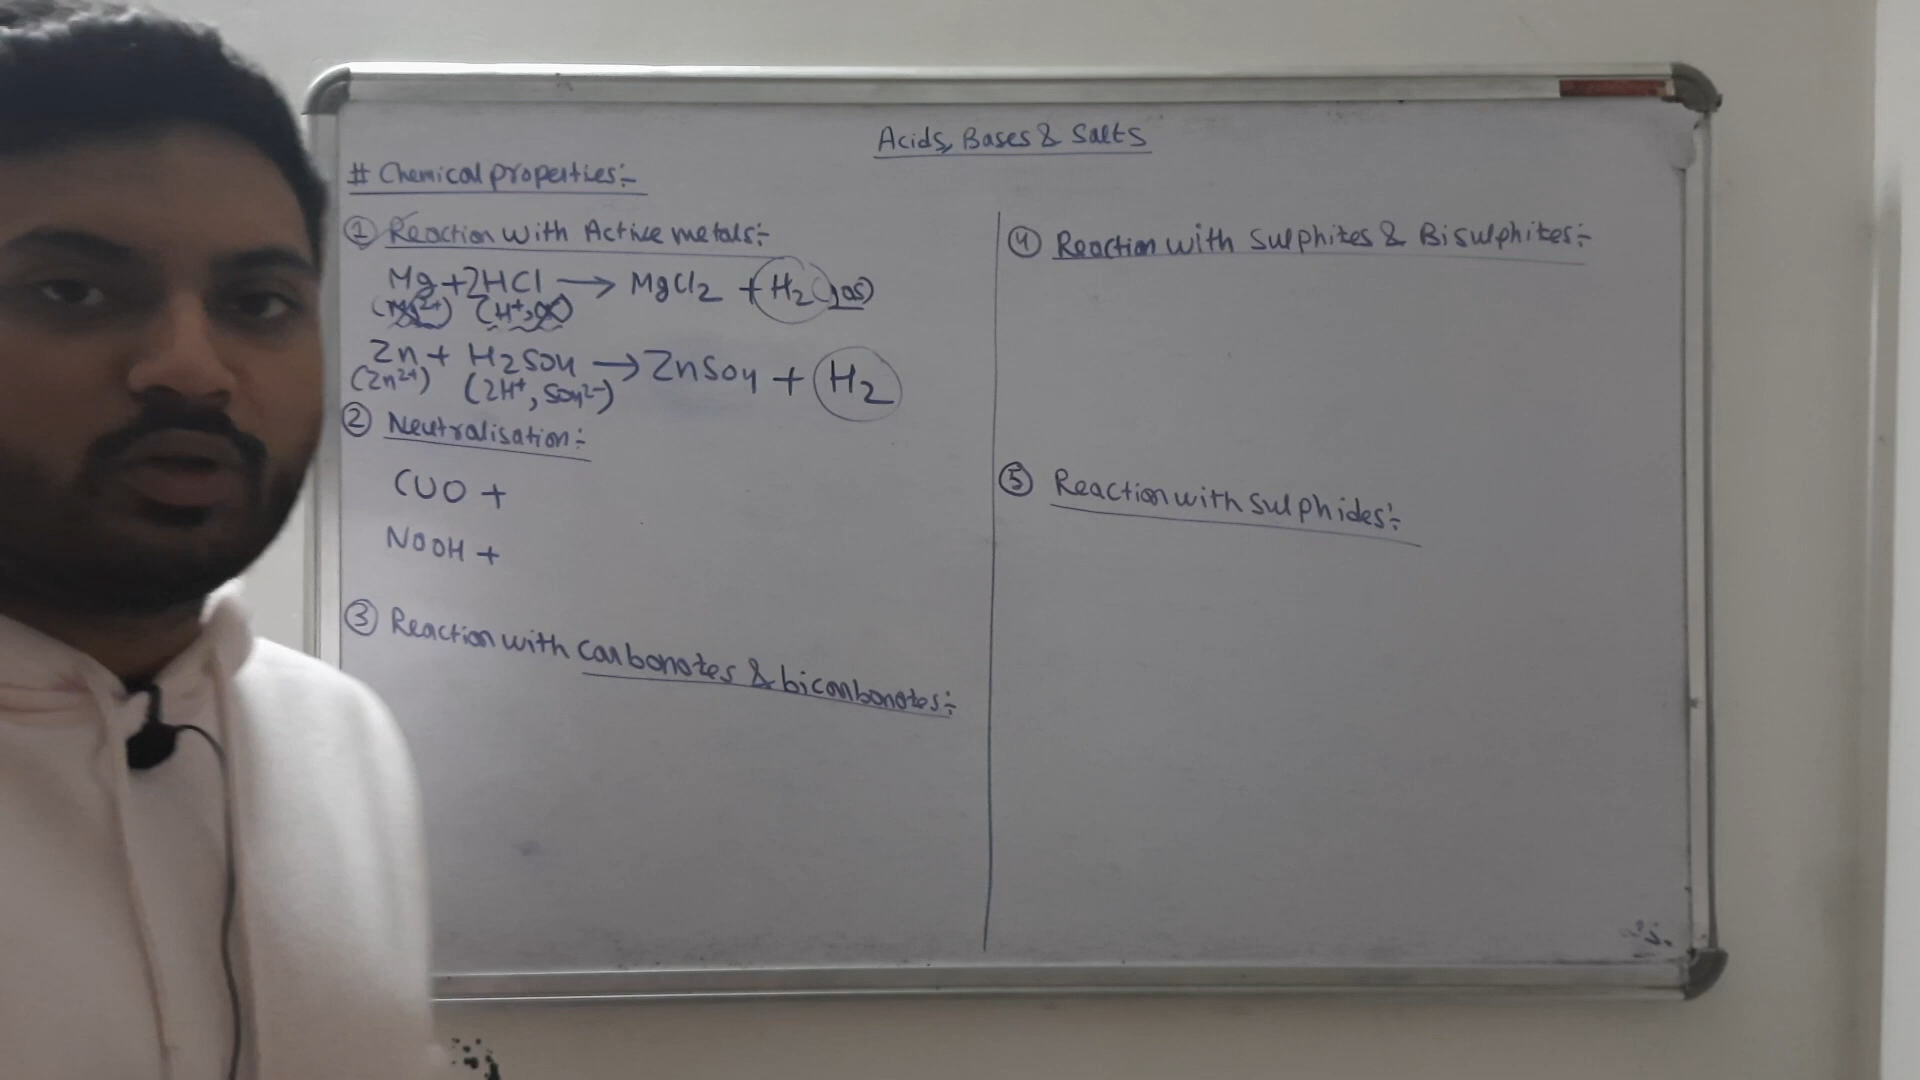 Acids, Bases & Salts
# Chemical properties:-
① Reaction with Active metals:-
Mg + 2HCl → MgCl2 + H2 (gas)
(Mg2+) (H+, Cl-)
Zn + H2SO4 → ZnSO4 + H2
(Zn2+) (2H+, SO42-)
② Neutralisation:-
CuO +
NaOH +
③ Reaction with carbonates & bicarbonates:-
④ Reaction with Sulphites & Bisulphites:-
⑤ Reaction with sulphides:-